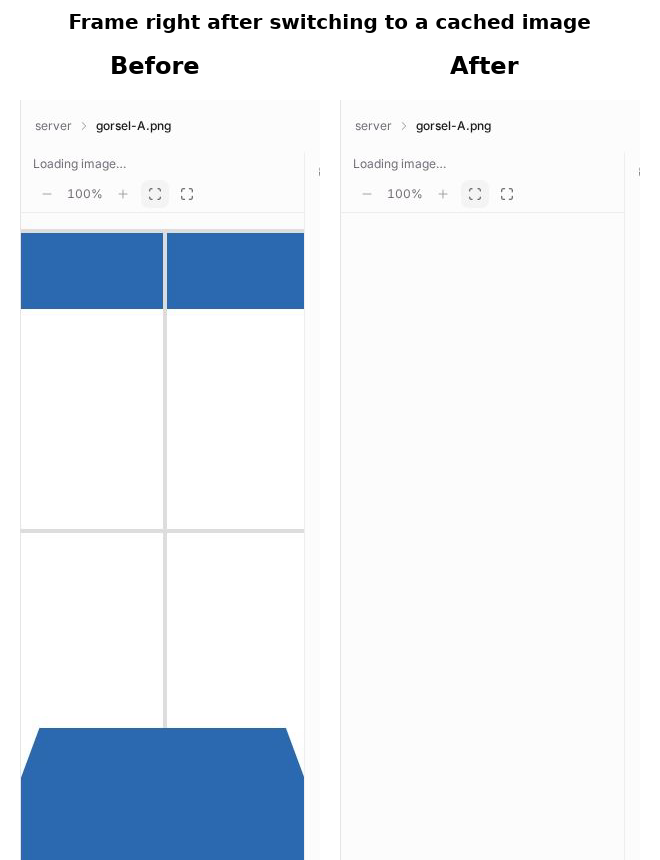 Frame right after switching to a cached image
Before
After
server > gorsel-A.png
Loading image...
− 100% +
server > gorsel-A.png
Loading image...
− 100% +